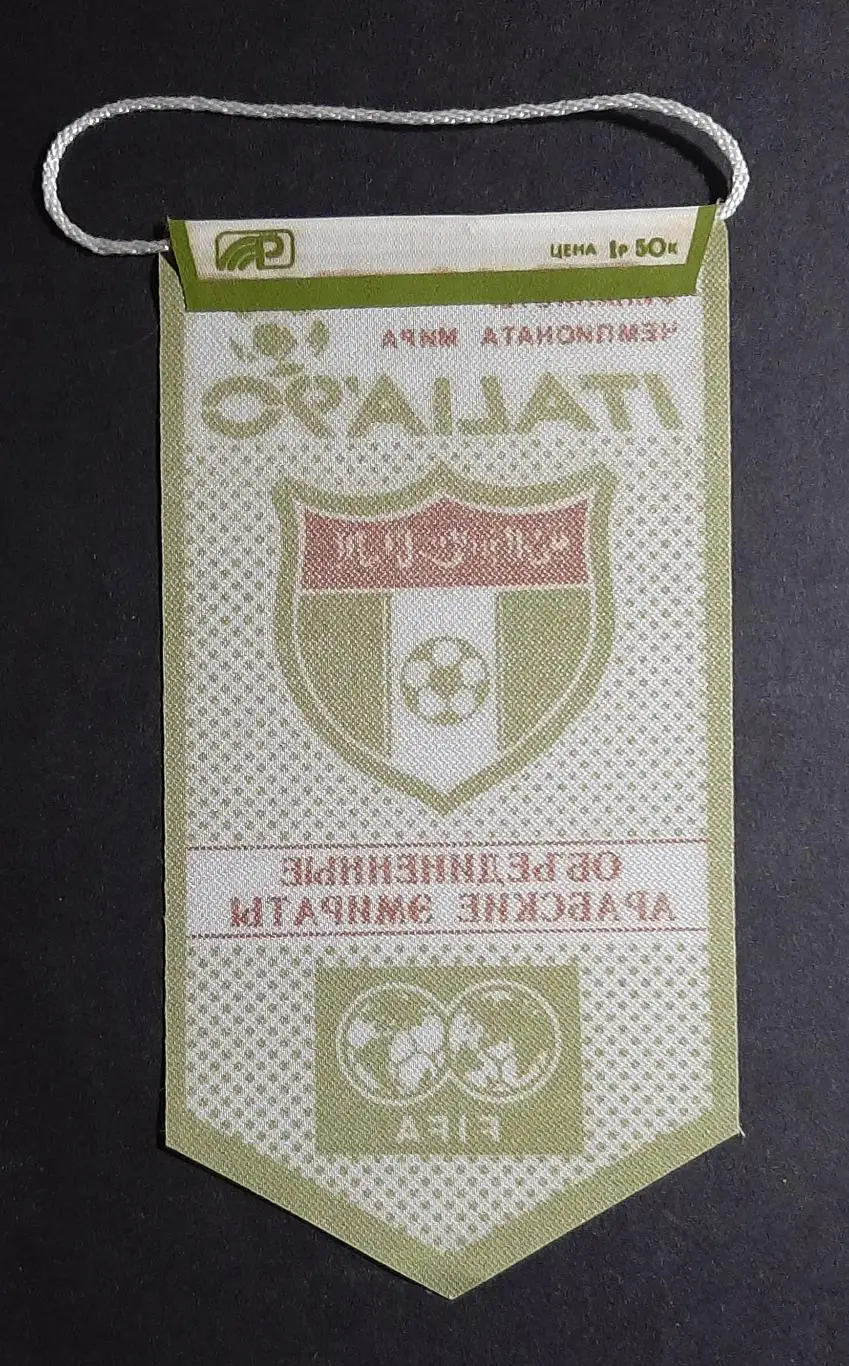 ЦЕНА 1р 50к
ЧЕМПИОНАТА МИРА
ITALIA'90
ОБЪЕДИНЕННЫЕ
АРАБСКИЕ ЭМИРАТЫ
FIFA